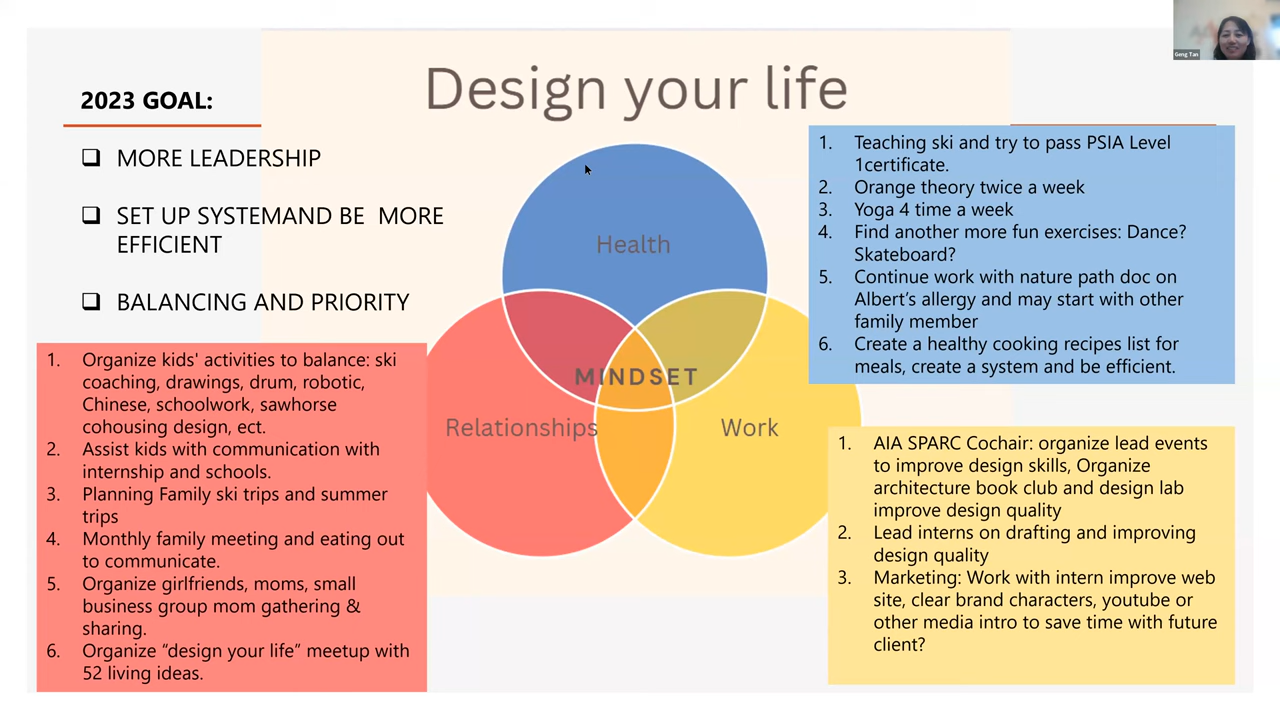 Design your life
2023 GOAL:
❑ MORE LEADERSHIP
❑ SET UP SYSTEMAND BE MORE
EFFICIENT
❑ BALANCING AND PRIORITY
Health
MINDSET
Relationships
Work
1. Organize kids' activities to balance: ski
coaching, drawings, drum, robotic,
Chinese, schoolwork, sawhorse
cohousing design, ect.
2. Assist kids with communication with
internship and schools.
3. Planning Family ski trips and summer
trips
4. Monthly family meeting and eating out
to communicate.
5. Organize girlfriends, moms, small
business group mom gathering &
sharing.
6. Organize “design your life” meetup with
52 living ideas.
1. Teaching ski and try to pass PSIA Level
1certificate.
2. Orange theory twice a week
3. Yoga 4 time a week
4. Find another more fun exercises: Dance?
Skateboard?
5. Continue work with nature path doc on
Albert’s allergy and may start with other
family member
6. Create a healthy cooking recipes list for
meals, create a system and be efficient.
1. AIA SPARC Cochair: organize lead events
to improve design skills, Organize
architecture book club and design lab
improve design quality
2. Lead interns on drafting and improving
design quality
3. Marketing: Work with intern improve web
site, clear brand characters, youtube or
other media intro to save time with future
client?
Geng Tan